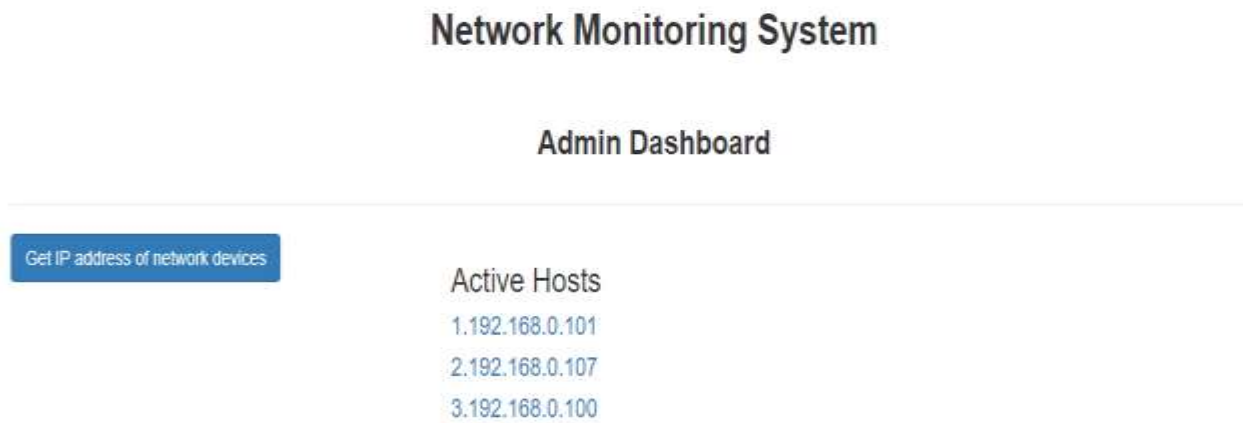 Network Monitoring System
Admin Dashboard
Get IP address of network devices
Active Hosts
1.192.168.0.101
2.192.168.0.107
3.192.168.0.100